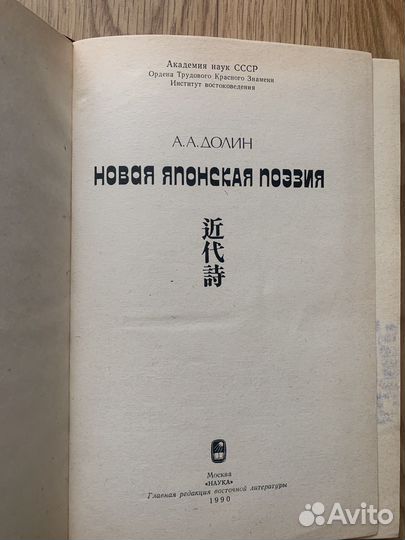 Академия наук СССР
Ордена Трудового Красного Знамени
Институт востоковедения
А. А. ДОЛИН
НОВАЯ ЯПОНСКАЯ ПОЭЗИЯ
近代詩
Москва
«НАУКА»
Главная редакция восточной литературы
1990
Avito